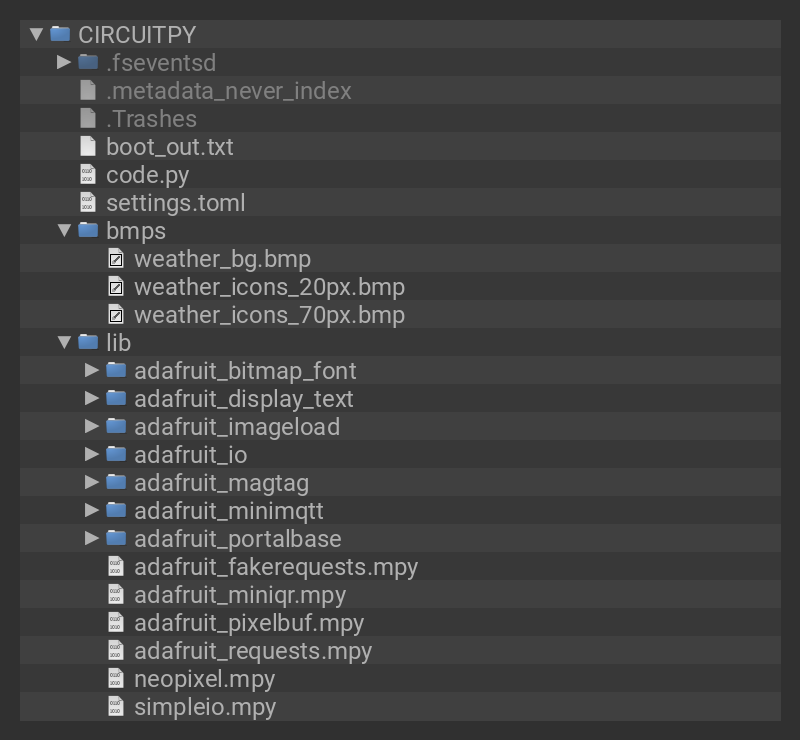 CIRCUITPY
.fseventsd
.metadata_never_index
.Trashes
boot_out.txt
code.py
settings.toml
bmps
weather_bg.bmp
weather_icons_20px.bmp
weather_icons_70px.bmp
lib
adafruit_bitmap_font
adafruit_display_text
adafruit_imageload
adafruit_io
adafruit_magtag
adafruit_minimqtt
adafruit_portalbase
adafruit_fakerequests.mpy
adafruit_miniqr.mpy
adafruit_pixelbuf.mpy
adafruit_requests.mpy
neopixel.mpy
simpleio.mpy